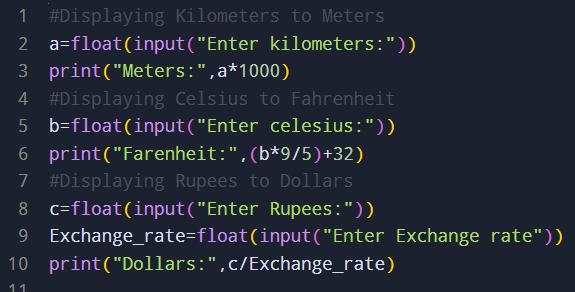 1 #Displaying Kilometers to Meters
2 a=float(input("Enter kilometers:"))
3 print("Meters:",a*1000)
4 #Displaying Celsius to Fahrenheit
5 b=float(input("Enter celesius:"))
6 print("Farenheit:",(b*9/5)+32)
7 #Displaying Rupees to Dollars
8 c=float(input("Enter Rupees:"))
9 Exchange_rate=float(input("Enter Exchange rate"))
10 print("Dollars:",c/Exchange_rate)
11